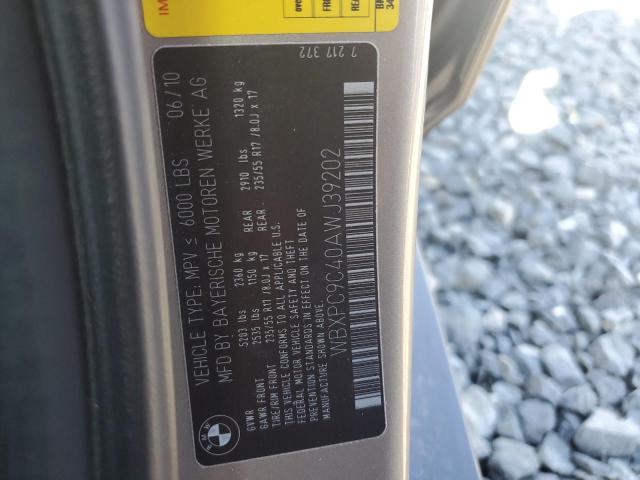 VEHICLE TYPE: MPV ≤ 6000 LBS 06/10
MFD BY BAYERISCHE MOTOREN WERKE AG
GVWR 5203 lbs 2360 kg
GAWR FRONT 2535 lbs 1150 kg REAR 2910 lbs 1320 kg
TIRE/RIM FRONT 235/55 R17 /8.0J x 17 REAR 235/55 R17 /8.0J x 17
THIS VEHICLE CONFORMS TO ALL APPLICABLE U.S.
FEDERAL MOTOR VEHICLE SAFETY AND THEFT
PREVENTION STANDARDS IN EFFECT ON THE DATE OF
MANUFACTURE SHOWN ABOVE.
WBXPC9C40AWJ39202
7 217 372
BMW